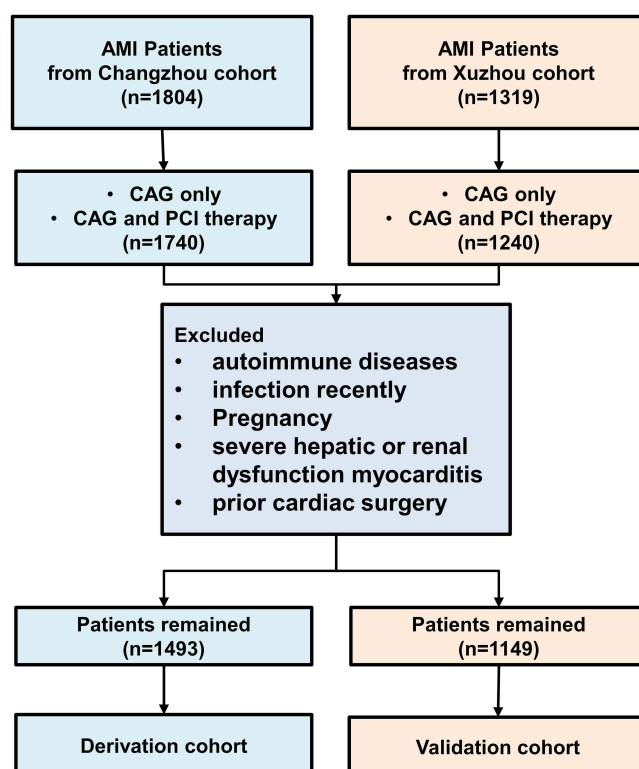 AMI Patients
from Changzhou cohort
(n=1804)
AMI Patients
from Xuzhou cohort
(n=1319)
• CAG only
• CAG and PCI therapy
(n=1740)
• CAG only
• CAG and PCI therapy
(n=1240)
Excluded
• autoimmune diseases
• infection recently
• Pregnancy
• severe hepatic or renal
dysfunction myocarditis
• prior cardiac surgery
Patients remained
(n=1493)
Patients remained
(n=1149)
Derivation cohort
Validation cohort